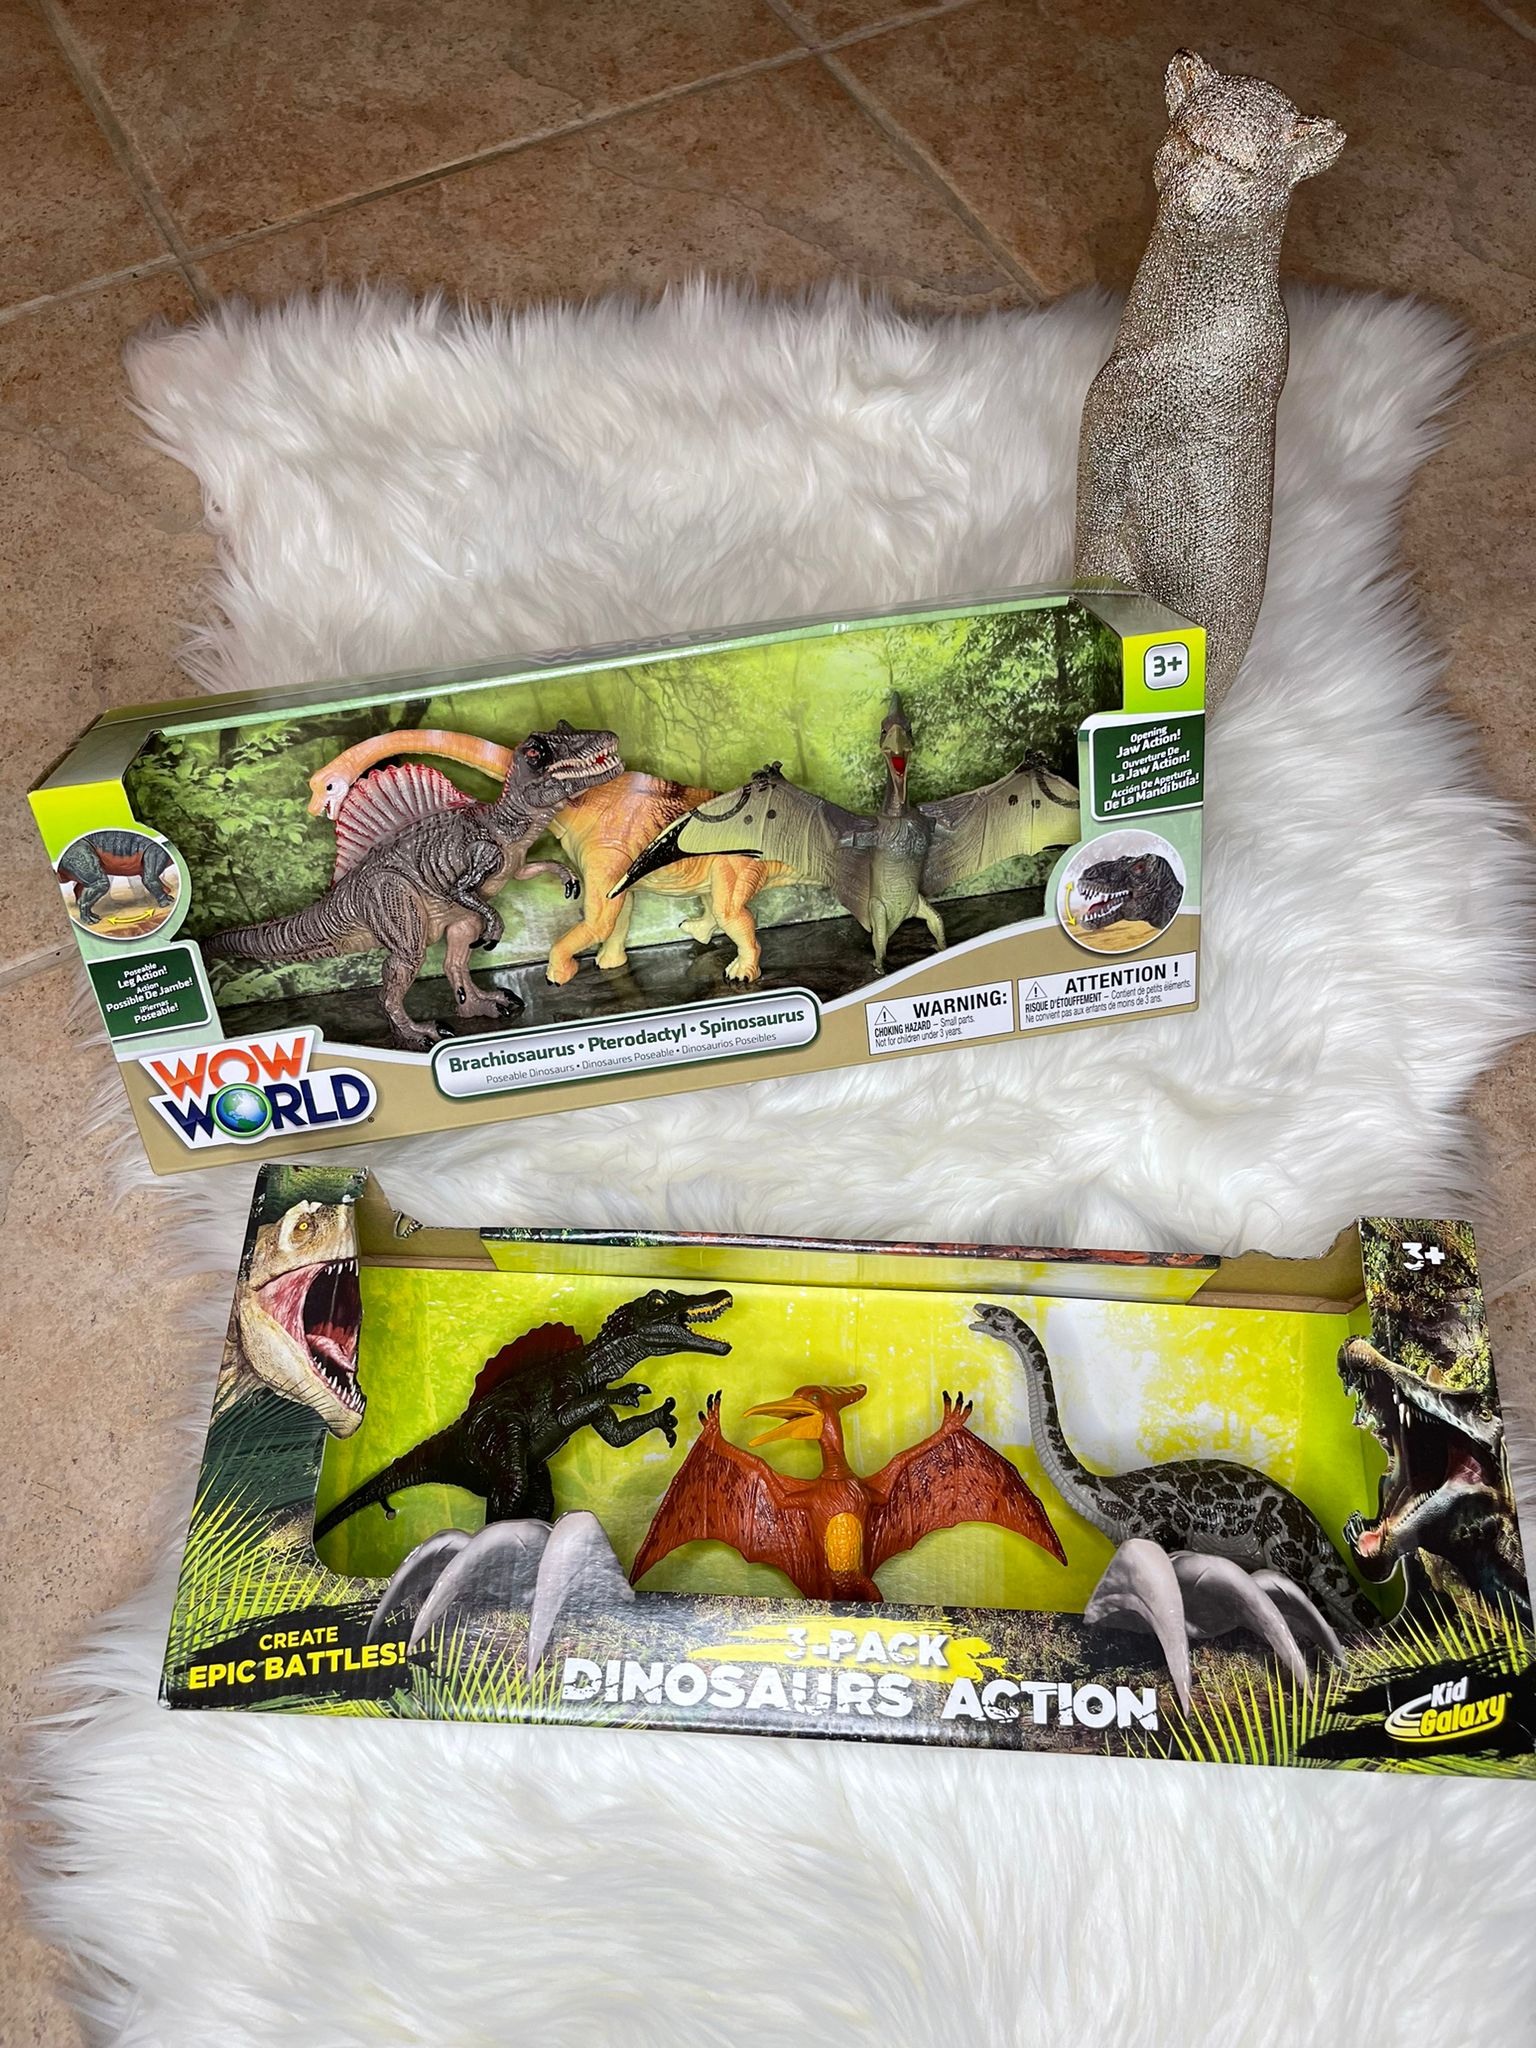 3+
Opening
Jaw Action!
Ouverture De
La Jaw Action!
Acción De Apertura
De La Mandíbula!
Poseable
Leg Action!
Action
Possible De Jambe!
¡Piernas
Poseable!
WARNING:
CHOKING HAZARD – Small parts.
Not for children under 3 years.
ATTENTION !
RISQUE D'ÉTOUFFEMENT – Contient de petits éléments.
Ne convient pas aux enfants de moins de 3 ans.
Brachiosaurus • Pterodactyl • Spinosaurus
Poseable Dinosaurs • Dinosaures Poseable • Dinosaurios Poseibles
WOW
WORLD®
3+
CREATE
EPIC BATTLES!
3-PACK
DINOSAURS ACTION
Kid
Galaxy